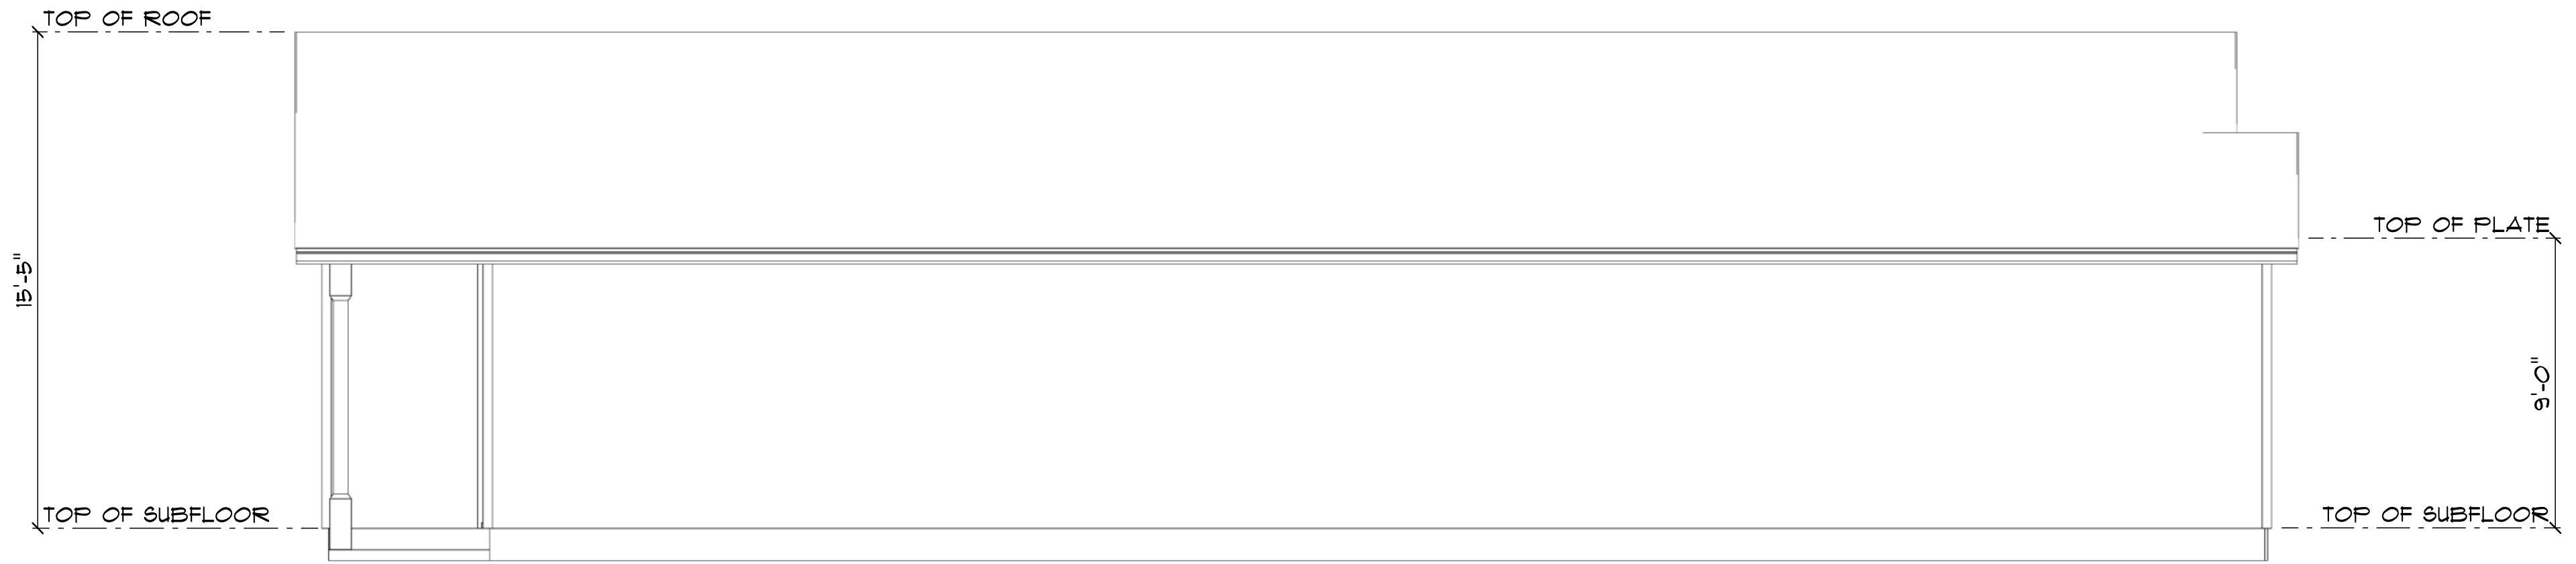 TOP OF ROOF
TOP OF PLATE
15'-5"
9'-0"
TOP OF SUBFLOOR
TOP OF SUBFLOOR